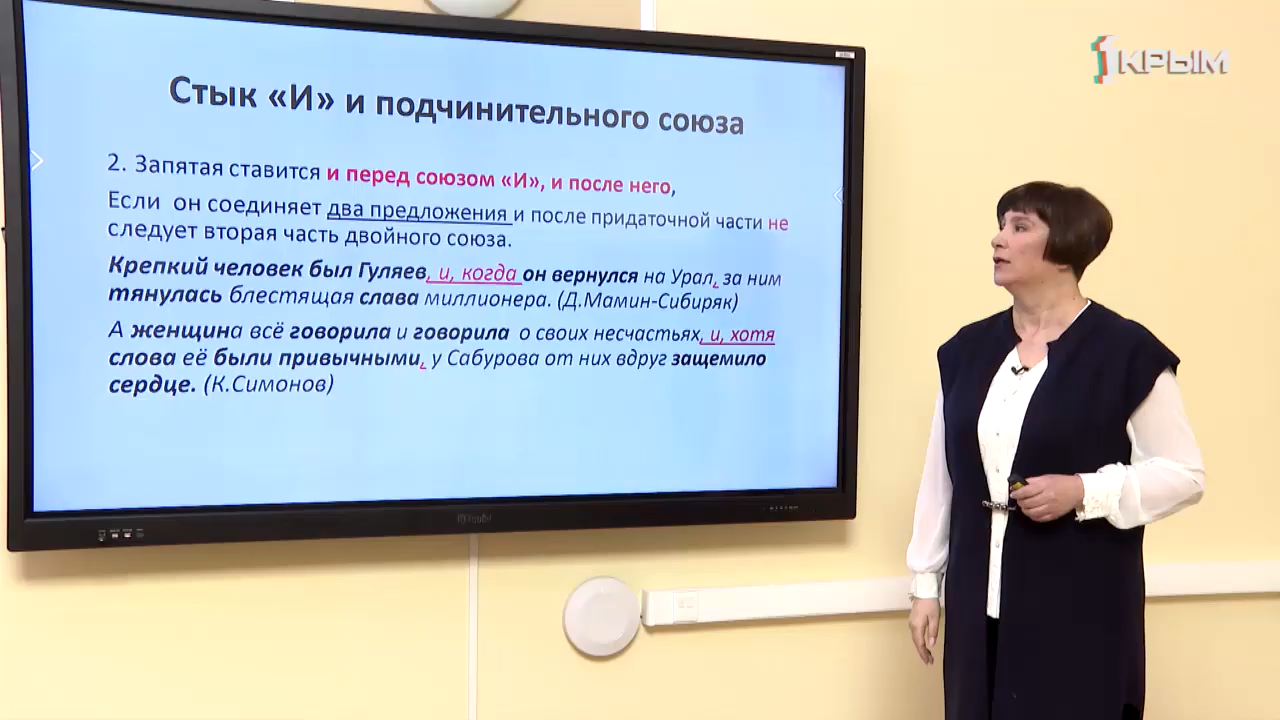 1КРЫМ
Стык «И» и подчинительного союза
2. Запятая ставится и перед союзом «И», и после него,
Если он соединяет два предложения и после придаточной части не
следует вторая часть двойного союза.
Крепкий человек был Гуляев, и, когда он вернулся на Урал, за ним
тянулась блестящая слава миллионера. (Д.Мамин-Сибиряк)
А женщина всё говорила и говорила о своих несчастьях, и, хотя
слова её были привычными, у Сабурова от них вдруг защемило
сердце. (К.Симонов)